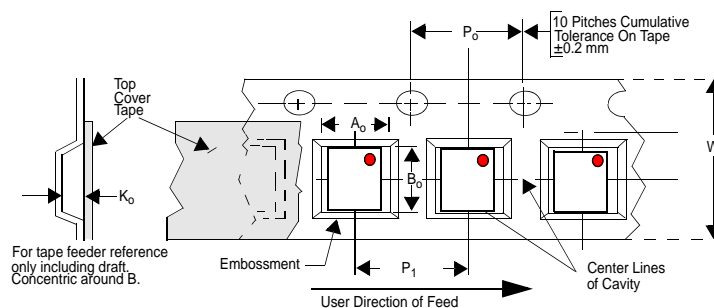 10 Pitches Cumulative
Tolerance On Tape
±0.2 mm
Po
Top
Cover
Tape
Ao
W
Bo
Ko
For tape feeder reference
only including draft.
Concentric around B.
Embossment
P1
Center Lines
of Cavity
User Direction of Feed